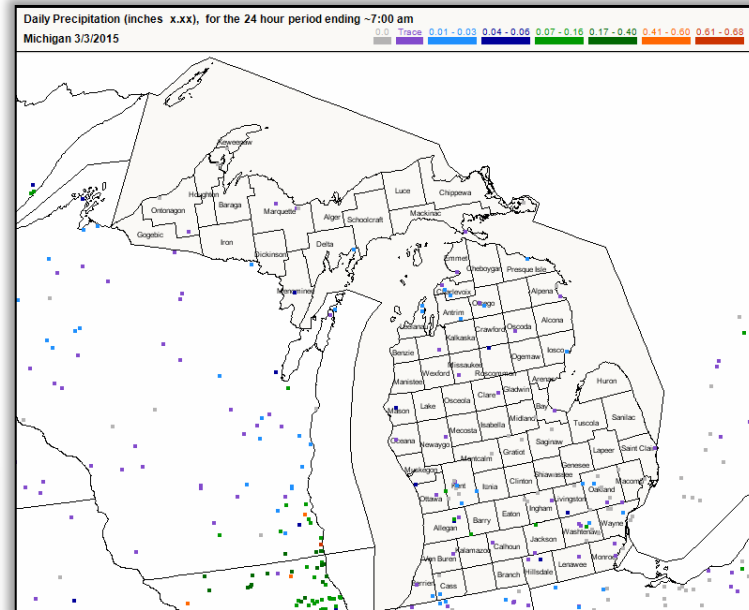 Daily Precipitation (inches x.xx), for the 24 hour period ending ~7:00 am
Michigan 3/3/2015
0.0 Trace 0.01 - 0.03 0.04 - 0.06 0.07 - 0.16 0.17 - 0.40 0.41 - 0.60 0.61 - 0.68
Keweenaw
Houghton
Ontonagon
Baraga
Marquette
Gogebic
Iron
Dickinson
Menominee
Alger
Schoolcraft
Delta
Luce
Chippewa
Mackinac
Emmet
Cheboygan
Presque Isle
Charlevoix
Otsego
Alpena
Leelanau
Antrim
Kalkaska
Crawford
Oscoda
Alcona
Benzie
Wexford
Missaukee
Roscommon
Ogemaw
Iosco
Manistee
Arenac
Huron
Mason
Lake
Osceola
Clare
Gladwin
Oceana
Newaygo
Mecosta
Isabella
Midland
Bay
Tuscola
Sanilac
Muskegon
Montcalm
Gratiot
Saginaw
Genesee
Lapeer
Saint Clair
Ottawa
Kent
Ionia
Clinton
Shiawassee
Livingston
Oakland
Macomb
Allegan
Barry
Eaton
Ingham
Washtenaw
Wayne
Van Buren
Kalamazoo
Calhoun
Jackson
Berrien
Cass
Branch
Hillsdale
Lenawee
Monroe